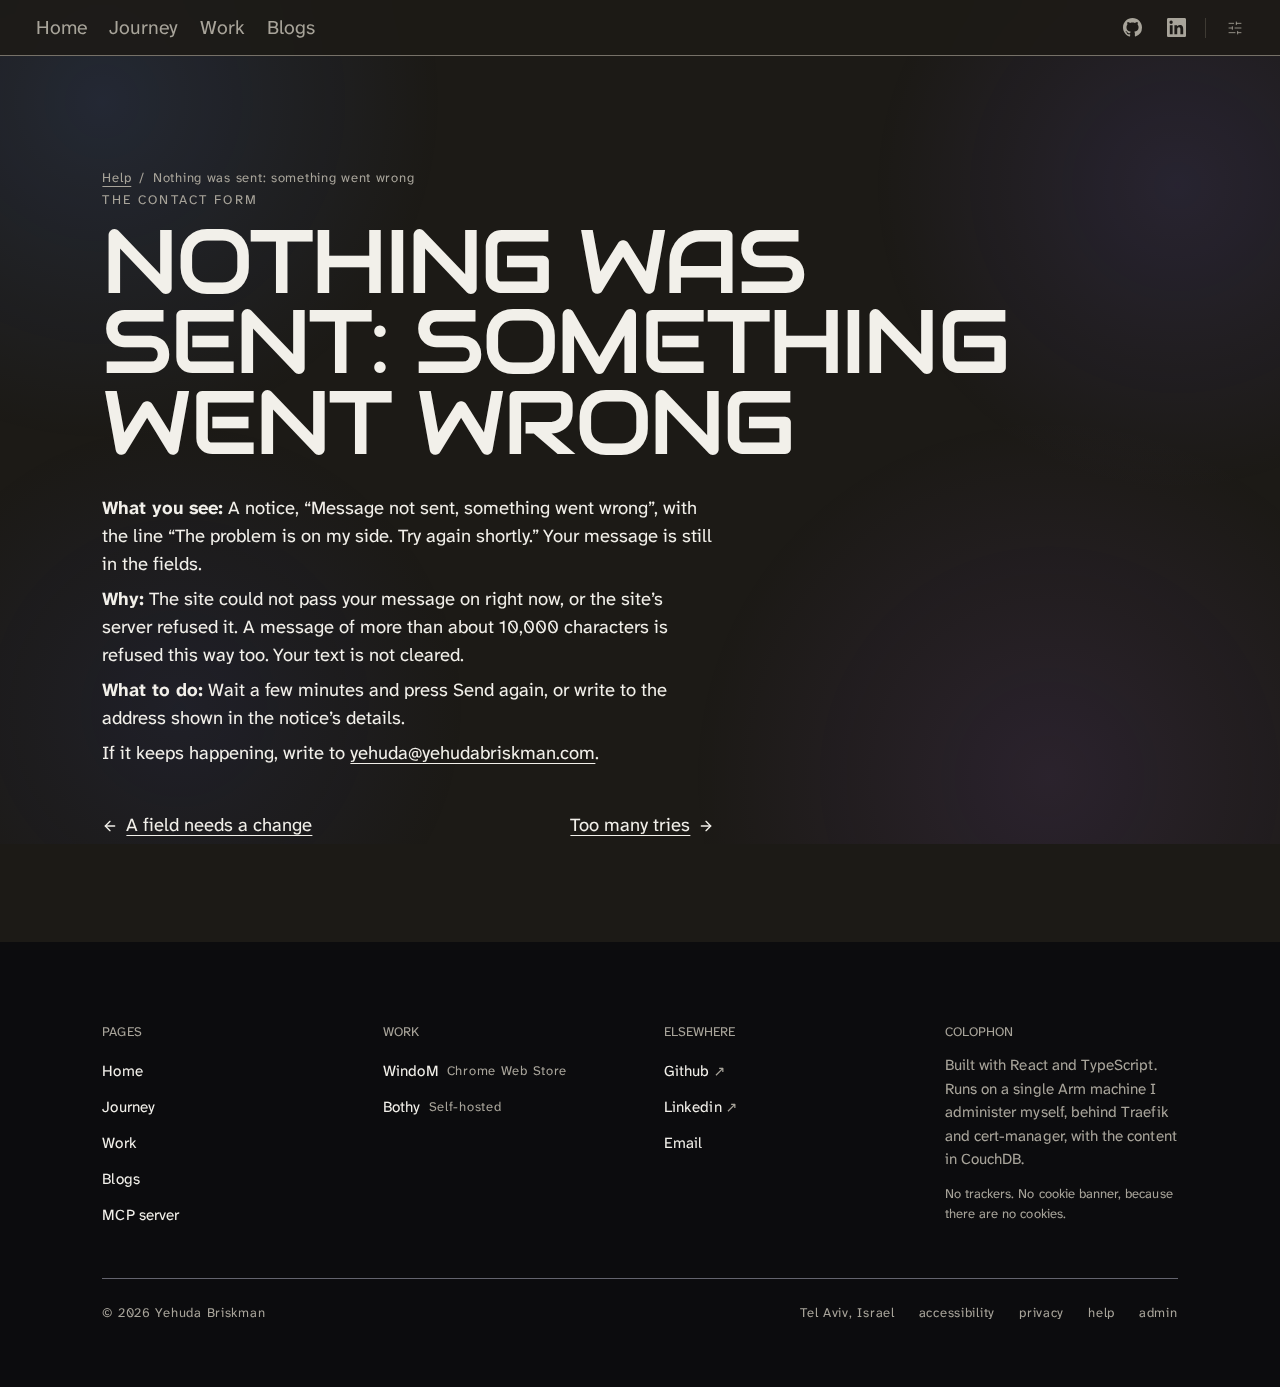 Home Journey Work Blogs
Help / Nothing was sent: something went wrong
THE CONTACT FORM
NOTHING WAS
SENT: SOMETHING
WENT WRONG
What you see: A notice, “Message not sent, something went wrong”, with
the line “The problem is on my side. Try again shortly.” Your message is still
in the fields.
Why: The site could not pass your message on right now, or the site’s
server refused it. A message of more than about 10,000 characters is
refused this way too. Your text is not cleared.
What to do: Wait a few minutes and press Send again, or write to the
address shown in the notice’s details.
If it keeps happening, write to yehuda@yehudabriskman.com.
← A field needs a change
Too many tries →
PAGES
Home
Journey
Work
Blogs
MCP server
WORK
WindoM Chrome Web Store
Bothy Self-hosted
ELSEWHERE
Github ↗
Linkedin ↗
Email
COLOPHON
Built with React and TypeScript.
Runs on a single Arm machine I
administer myself, behind Traefik
and cert-manager, with the content
in CouchDB.
No trackers. No cookie banner, because
there are no cookies.
© 2026 Yehuda Briskman
Tel Aviv, Israel accessibility privacy help admin